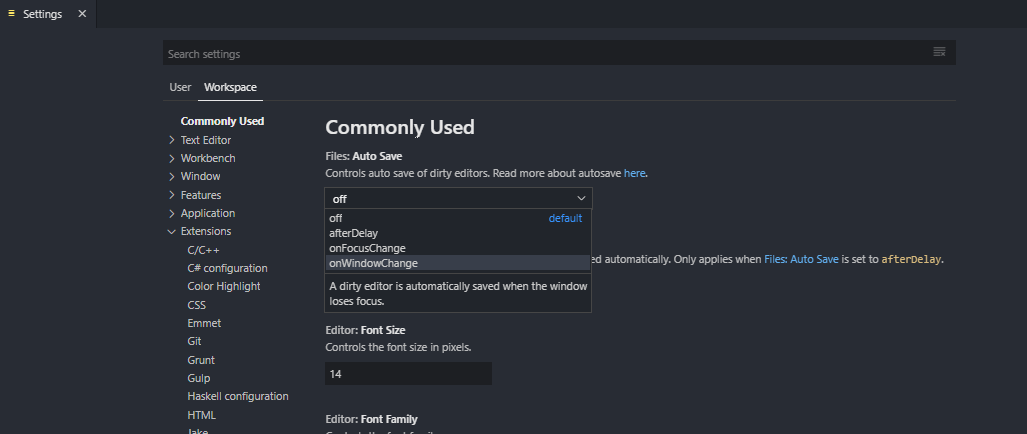 Settings
Search settings
User Workspace
Commonly Used
Text Editor
Workbench
Window
Features
Application
Extensions
C/C++
C# configuration
Color Highlight
CSS
Emmet
Git
Grunt
Gulp
Haskell configuration
HTML
Jake
Commonly Used
Files: Auto Save
Controls auto save of dirty editors. Read more about autosave here.
off
off default
afterDelay
onFocusChange
onWindowChange
A dirty editor is automatically saved when the window
loses focus.
ed automatically. Only applies when Files: Auto Save is set to afterDelay.
Editor: Font Size
Controls the font size in pixels.
14
Editor: Font Family
Controls the font family.